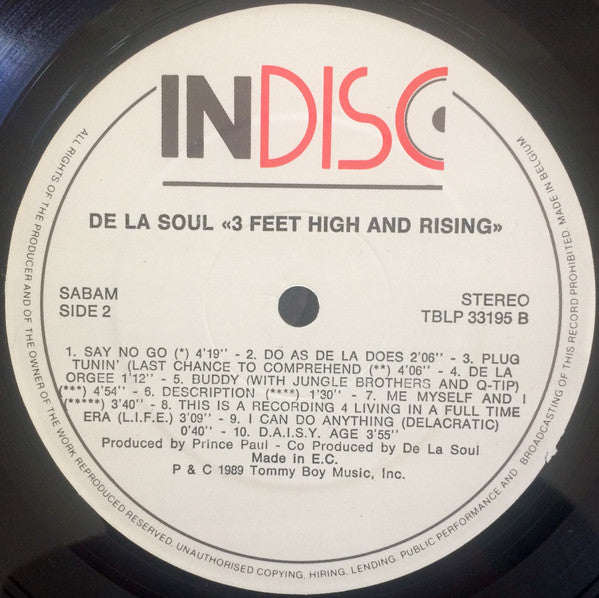 INDISC
DE LA SOUL «3 FEET HIGH AND RISING»
SABAM
SIDE 2
STEREO
TBLP 33195 B
1. SAY NO GO (*) 4'19'' - 2. DO AS DE LA DOES 2'06'' - 3. PLUG
TUNIN' (LAST CHANCE TO COMPREHEND (**) 4'06'' - 4. DE LA
ORGEE 1'12'' - 5. BUDDY (WITH JUNGLE BROTHERS AND Q-TIP)
(***) 4'54'' - 6. DESCRIPTION (****) 1'30'' - 7. ME MYSELF AND I
(*****) 3'40'' - 8. THIS IS A RECORDING 4 LIVING IN A FULL TIME
ERA (L.I.F.E.) 3'09'' - 9. I CAN DO ANYTHING (DELACRATIC)
0'40'' - 10. D.A.I.S.Y. AGE 3'55''
Produced by Prince Paul - Co Produced by De La Soul
Made in E.C.
P & C 1989 Tommy Boy Music, Inc.
ALL RIGHTS OF THE PRODUCER AND OF THE OWNER OF THE WORK REPRODUCED RESERVED. UNAUTHORISED COPYING. HIRING. LENDING. PUBLIC PERFORMANCE AND BROADCASTING OF THIS RECORD PROHIBITED. MADE IN BELGIUM